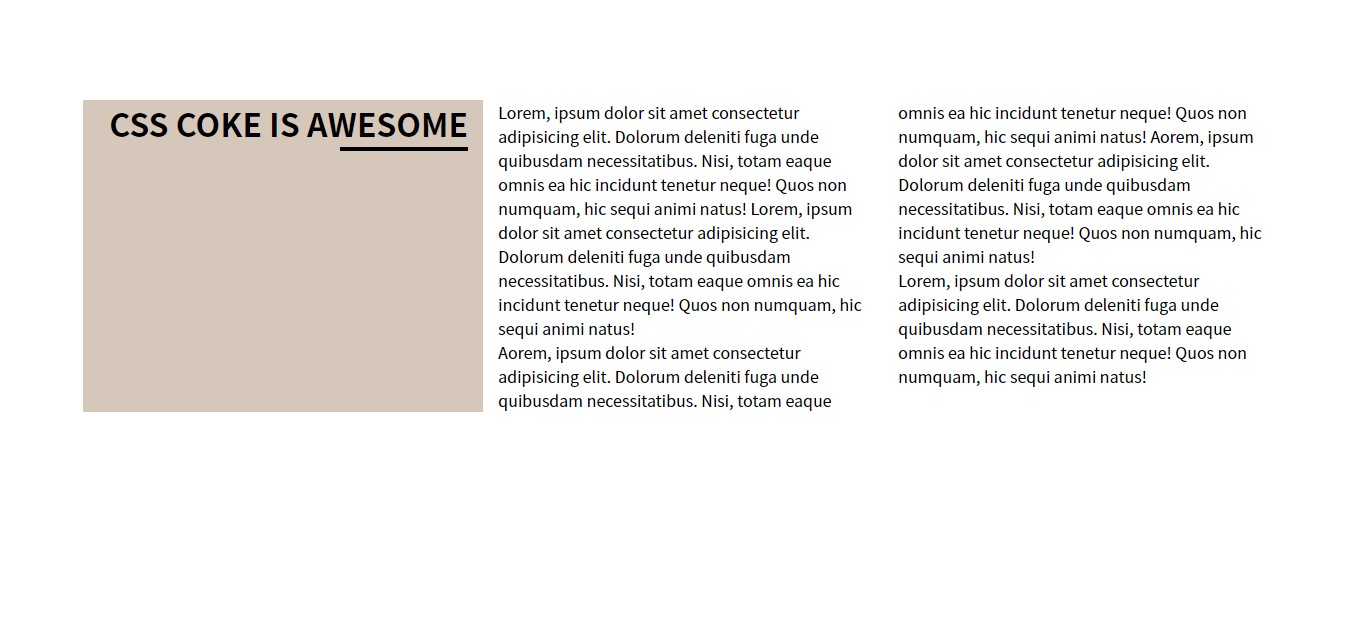 CSS COKE IS AWESOME
Lorem, ipsum dolor sit amet consectetur
adipisicing elit. Dolorum deleniti fuga unde
quibusdam necessitatibus. Nisi, totam eaque
omnis ea hic incidunt tenetur neque! Quos non
numquam, hic sequi animi natus! Lorem, ipsum
dolor sit amet consectetur adipisicing elit.
Dolorum deleniti fuga unde quibusdam
necessitatibus. Nisi, totam eaque omnis ea hic
incidunt tenetur neque! Quos non numquam, hic
sequi animi natus!
Aorem, ipsum dolor sit amet consectetur
adipisicing elit. Dolorum deleniti fuga unde
quibusdam necessitatibus. Nisi, totam eaque
omnis ea hic incidunt tenetur neque! Quos non
numquam, hic sequi animi natus! Aorem, ipsum
dolor sit amet consectetur adipisicing elit.
Dolorum deleniti fuga unde quibusdam
necessitatibus. Nisi, totam eaque omnis ea hic
incidunt tenetur neque! Quos non numquam, hic
sequi animi natus!
Lorem, ipsum dolor sit amet consectetur
adipisicing elit. Dolorum deleniti fuga unde
quibusdam necessitatibus. Nisi, totam eaque
omnis ea hic incidunt tenetur neque! Quos non
numquam, hic sequi animi natus!